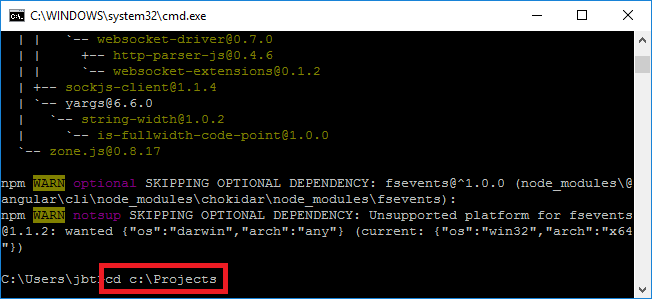 C:\WINDOWS\system32\cmd.exe
| |   `-- websocket-driver@0.7.0
| |     +-- http-parser-js@0.4.6
| |     `-- websocket-extensions@0.1.2
| +-- sockjs-client@1.1.4
| `-- yargs@6.6.0
|   `-- string-width@1.0.2
|     `-- is-fullwidth-code-point@1.0.0
`-- zone.js@0.8.17
npm WARN optional SKIPPING OPTIONAL DEPENDENCY: fsevents@^1.0.0 (node_modules\@
angular\cli\node_modules\chokidar\node_modules\fsevents):
npm WARN notsup SKIPPING OPTIONAL DEPENDENCY: Unsupported platform for fsevents
@1.1.2: wanted {"os":"darwin","arch":"any"} (current: {"os":"win32","arch":"x64
"})
C:\Users\jbt>cd c:\Projects